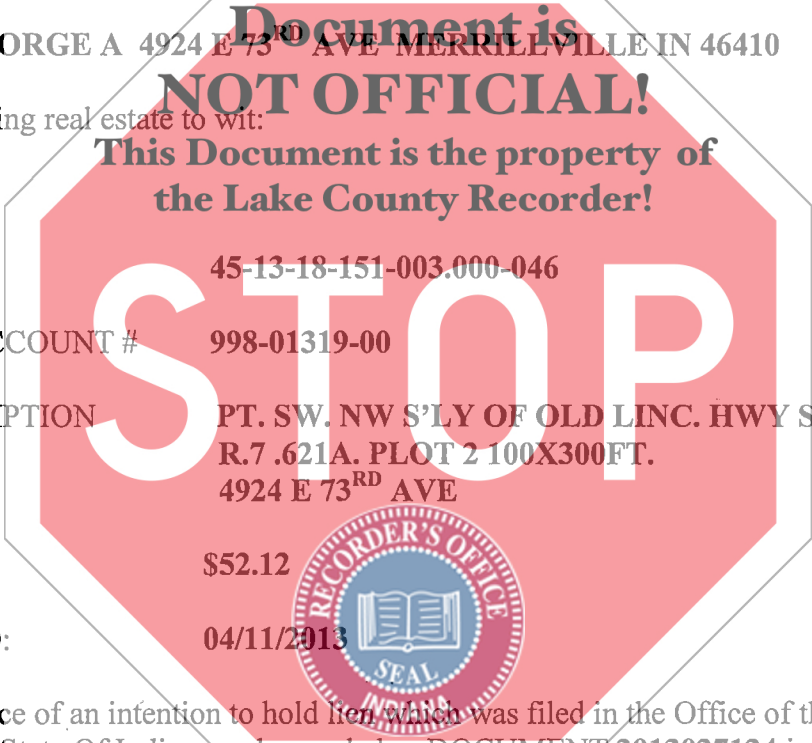 Document is
ORGE A 4924 E 73RD AVE MERRILLVILLE IN 46410
NOT OFFICIAL!
ing real estate to wit:
This Document is the property of
the Lake County Recorder!
45-13-18-151-003.000-046
STOP
CCOUNT # 998-01319-00
PTION PT. SW. NW S'LY OF OLD LINC. HWY S
R.7 .621A. PLOT 2 100X300FT.
4924 E 73RD AVE
RECORDER'S OFFICE
$52.12
04/11/2013
SEAL
INDIANA
ce of an intention to hold lien which was filed in the Office of th
DOCUMENT 2013027124